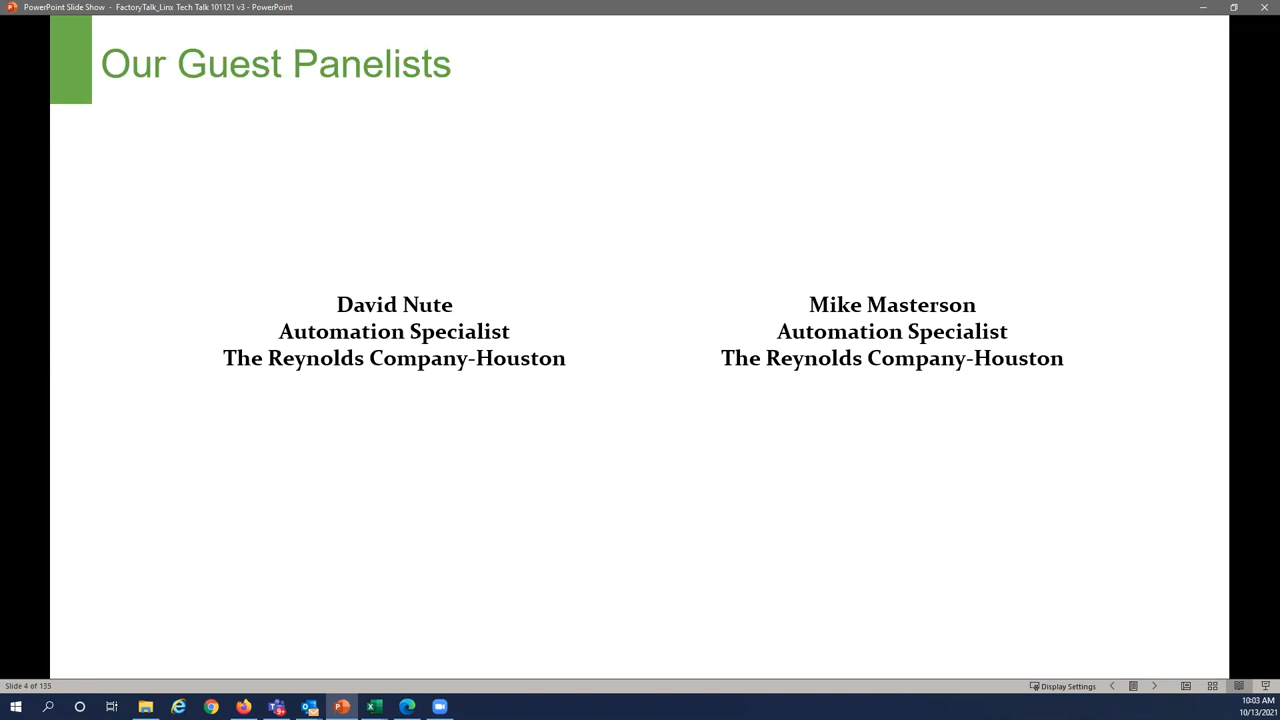 PowerPoint Slide Show - FactoryTalk_Linx Tech Talk 101121 v3 - PowerPoint
Our Guest Panelists
David Nute
Automation Specialist
The Reynolds Company-Houston
Mike Masterson
Automation Specialist
The Reynolds Company-Houston
Slide 4 of 135
Display Settings
10:03 AM
10/13/2021